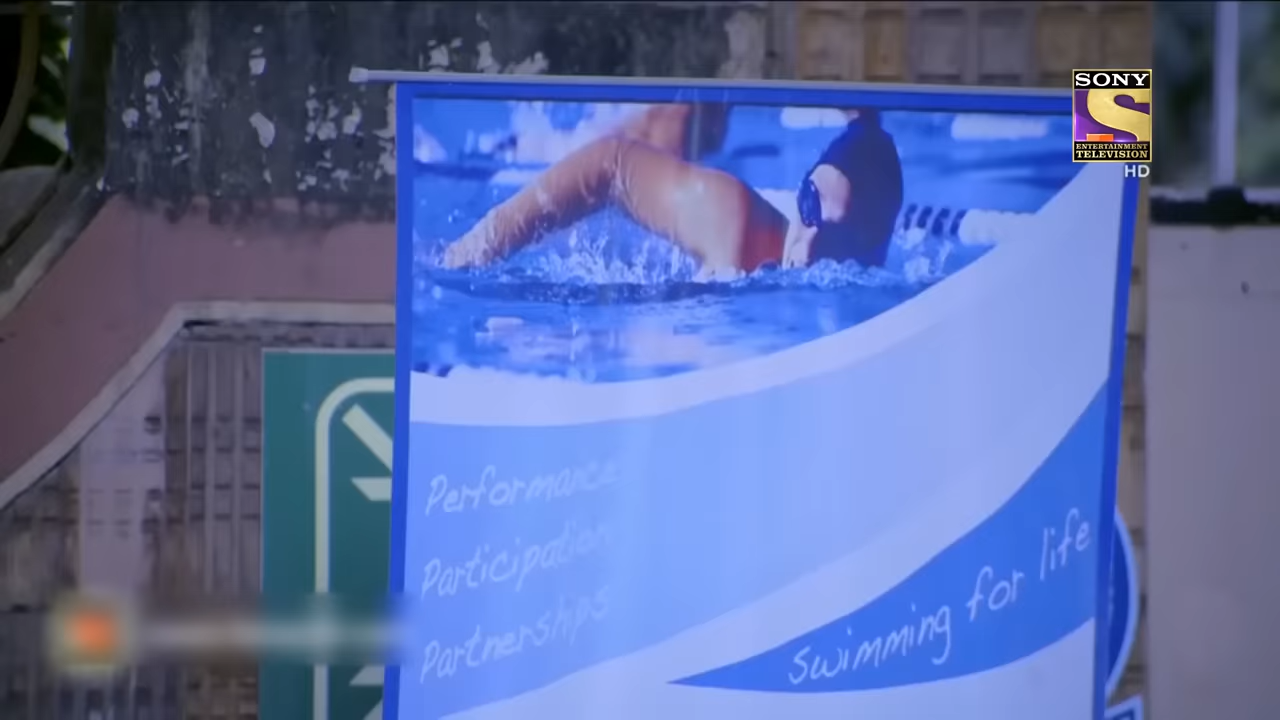 SONY
ENTERTAINMENT
TELEVISION
HD
Performance
Participation
Partnerships
swimming for life